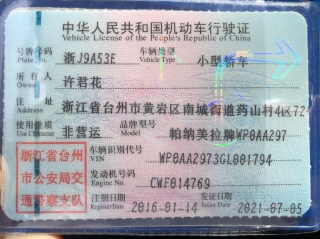 中华人民共和国机动车行驶证
Vehicle License of the People's Republic of China
号牌号码 浙J9A53E 车辆类型 小型轿车
Plate No. Vehicle Type
所有人 许君花
Owner
住址 浙江省台州市黄岩区南城街道药山村4区72
Address
使用性质 非营运 品牌型号 帕纳美拉牌WP0AA297
Use Character Model
浙江省台州市公安局交通警察支队
车辆识别代号 WP0AA2973GL001794
VIN
发动机号码 CWF014769
Engine No.
注册日期 2016-01-14 发证日期 2021-07-05
Register Date Issue Date